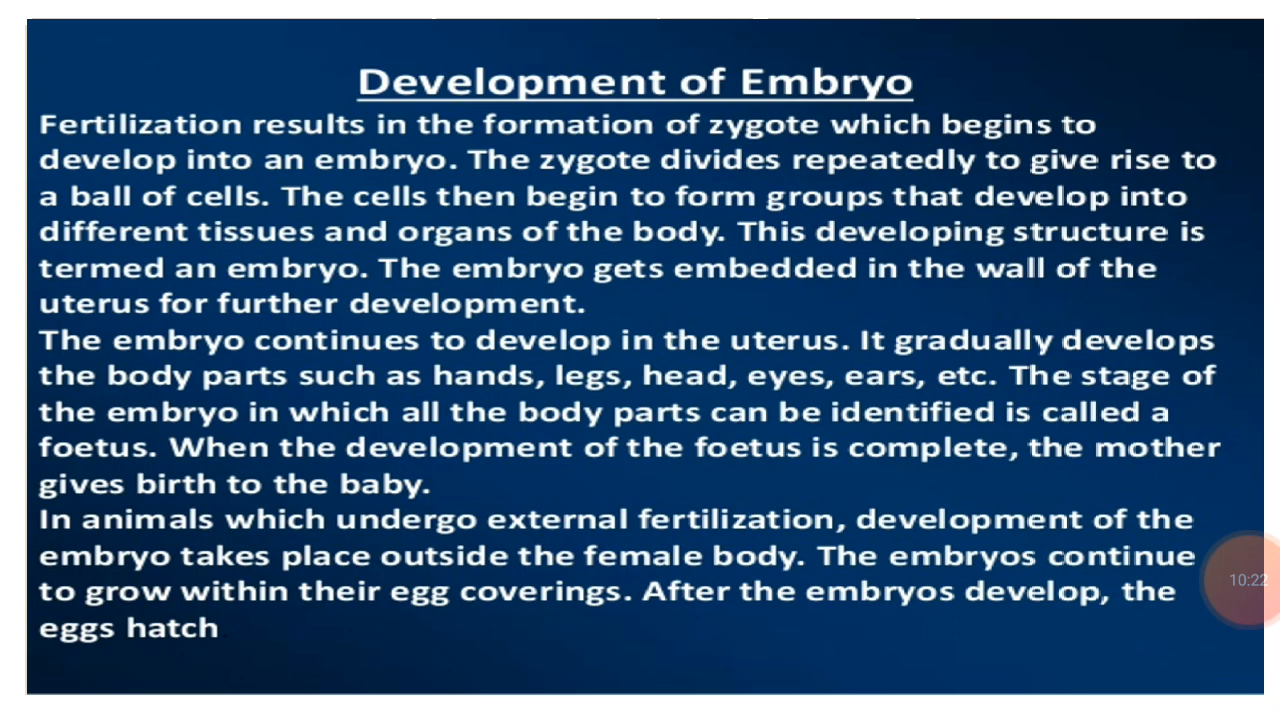 Development of Embryo
Fertilization results in the formation of zygote which begins to
develop into an embryo. The zygote divides repeatedly to give rise to
a ball of cells. The cells then begin to form groups that develop into
different tissues and organs of the body. This developing structure is
termed an embryo. The embryo gets embedded in the wall of the
uterus for further development.
The embryo continues to develop in the uterus. It gradually develops
the body parts such as hands, legs, head, eyes, ears, etc. The stage of
the embryo in which all the body parts can be identified is called a
foetus. When the development of the foetus is complete, the mother
gives birth to the baby.
In animals which undergo external fertilization, development of the
embryo takes place outside the female body. The embryos continue
to grow within their egg coverings. After the embryos develop, the
eggs hatch
10:22